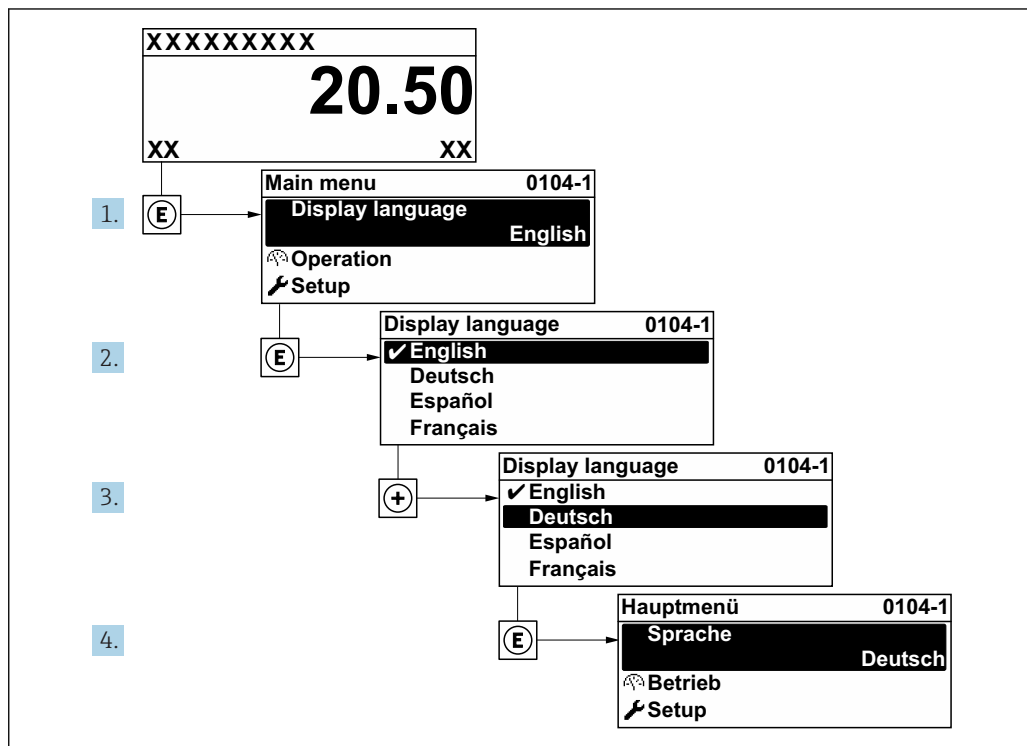 XXXXXXXXX
20.50
XX XX
1. E
Main menu 0104-1
Display language
English
Operation
Setup
2. E
Display language 0104-1
✔English
Deutsch
Español
Français
3. +
Display language 0104-1
✔English
Deutsch
Español
Français
4. E
Hauptmenü 0104-1
Sprache
Deutsch
Betrieb
Setup